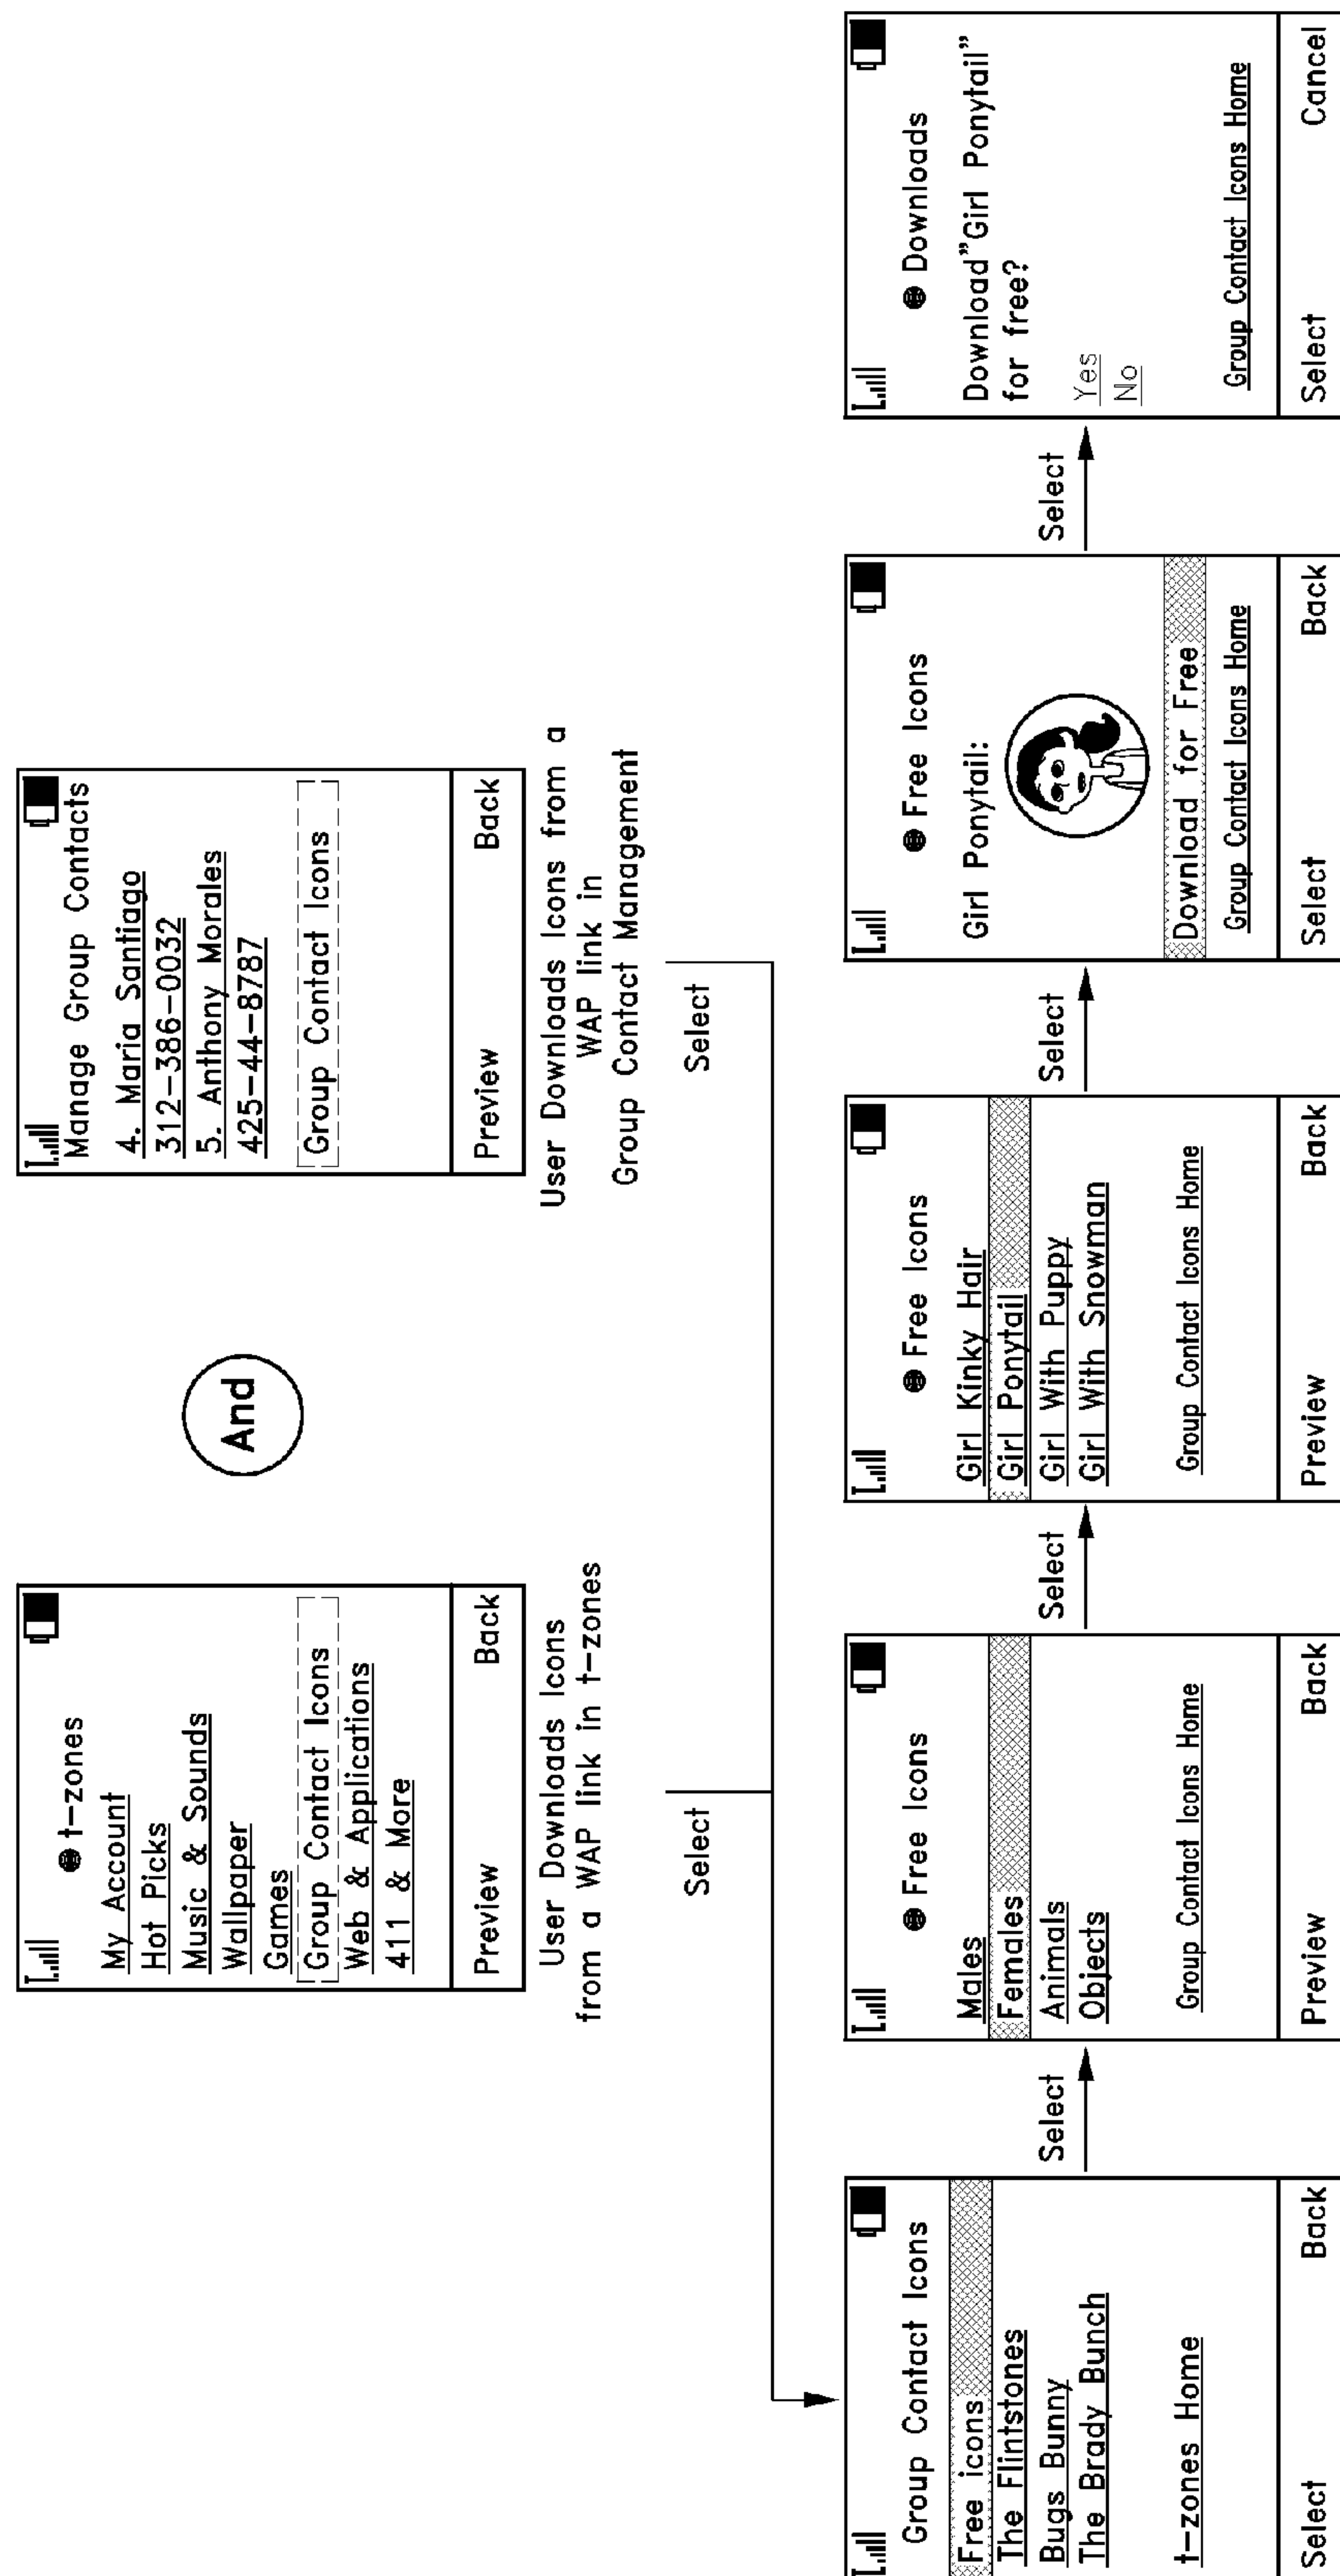 t-zones
My Account
Hot Picks
Music & Sounds
Wallpaper
Games
Group Contact Icons
Web & Applications
411 & More
Preview Back
User Downloads Icons
from a WAP link in t-zones
Select
And
Manage Group Contacts
4. Maria Santiago
312-386-0032
5. Anthony Morales
425-44-8787
Group Contact Icons
Preview Back
User Downloads Icons from a
WAP link in
Group Contact Management
Select
Group Contact Icons
Free icons
The Flintstones
Bugs Bunny
The Brady Bunch
t-zones Home
Select Back
Select
Free Icons
Males
Females
Animals
Objects
Group Contact Icons Home
Preview Back
Select
Free Icons
Girl Kinky Hair
Girl Ponytail
Girl With Puppy
Girl With Snowman
Group Contact Icons Home
Preview Back
Select
Free Icons
Girl Ponytail:
Download for Free
Group Contact Icons Home
Select Back
Select
Downloads
Download"Girl Ponytail"
for free?
Yes
No
Group Contact Icons Home
Select Cancel